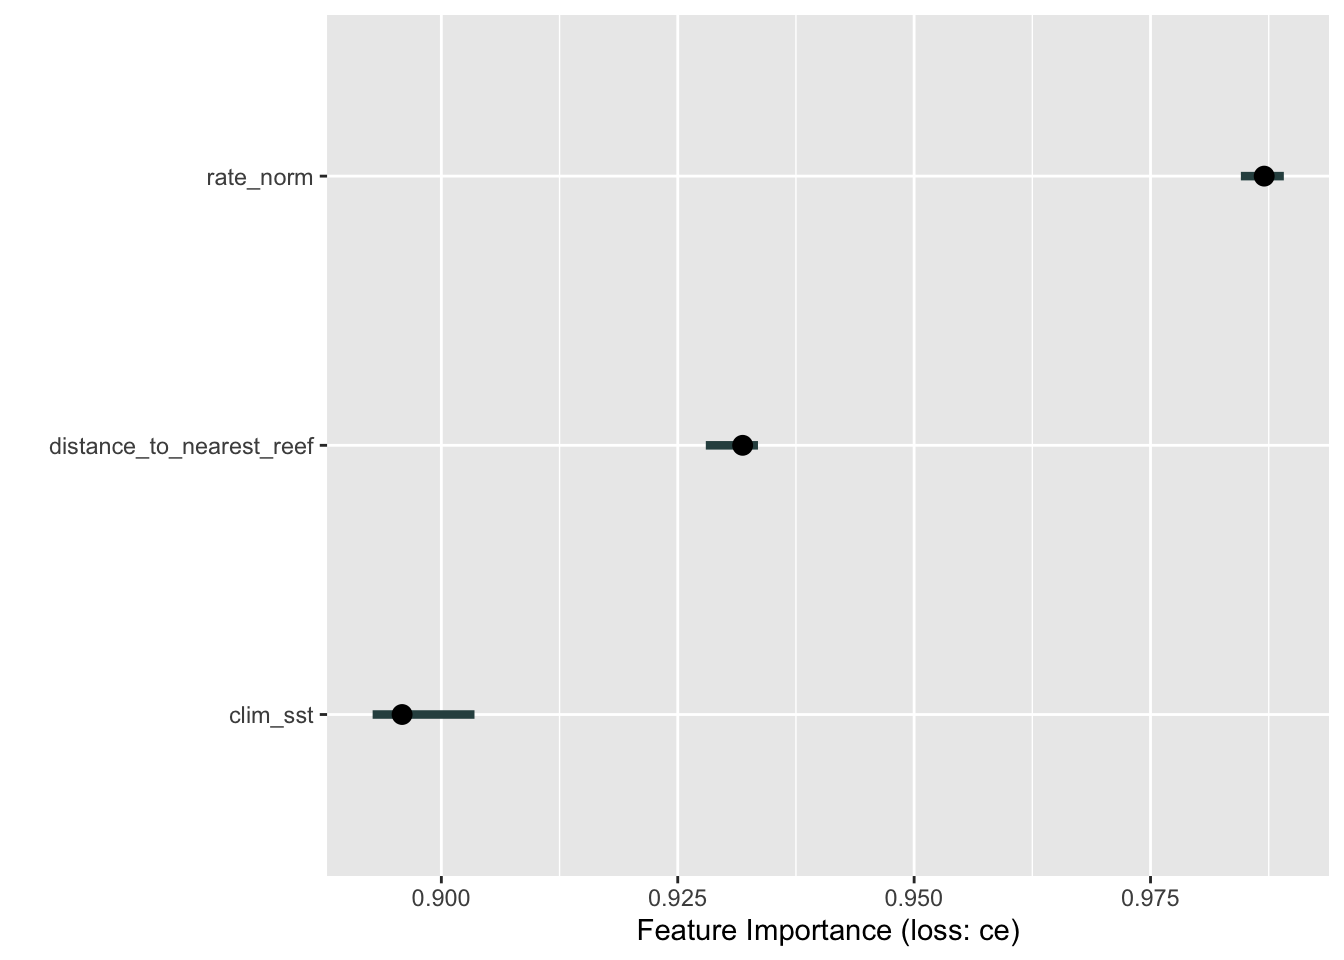 rate_norm
distance_to_nearest_reef
clim_sst
0.900 0.925 0.950 0.975
Feature Importance (loss: ce)